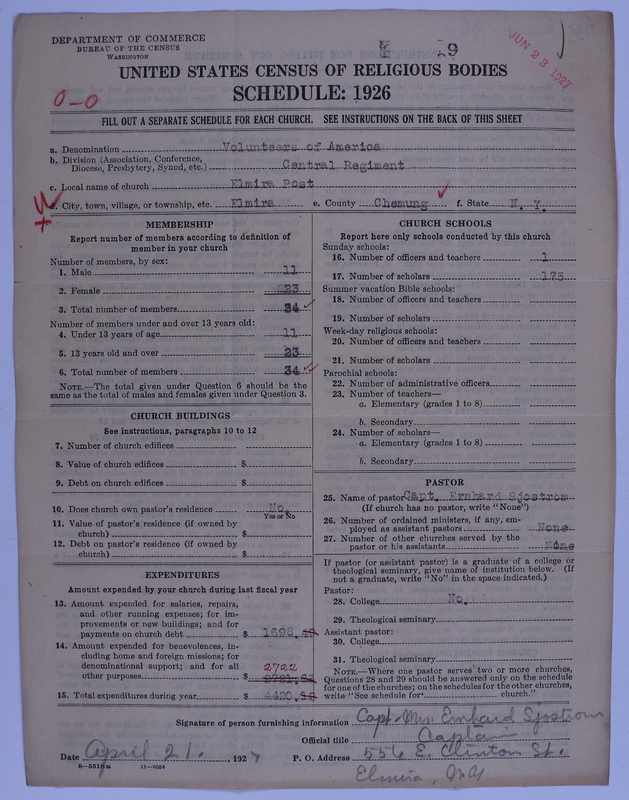 DEPARTMENT OF COMMERCE
BUREAU OF THE CENSUS
WASHINGTON
9
JUN 23 1927
UNITED STATES CENSUS OF RELIGIOUS BODIES
SCHEDULE: 1926
0-0
FILL OUT A SEPARATE SCHEDULE FOR EACH CHURCH. SEE INSTRUCTIONS ON THE BACK OF THIS SHEET
a. Denomination Volunteers of America
b. Division (Association, Conference,
Diocese, Presbytery, Synod, etc.) Central Regiment
c. Local name of church Elmira Post
d. City, town, village, or township, etc. Elmira e. County Chemung f. State N. Y.
MEMBERSHIP
Report number of members according to definition of
member in your church
Number of members, by sex:
1. Male 11
2. Female 23
3. Total number of members 34
Number of members under and over 13 years old:
4. Under 13 years of age 11
5. 13 years old and over 23
6. Total number of members 34
NOTE.—The total given under Question 6 should be the
same as the total of males and females given under Question 3.
CHURCH BUILDINGS
See instructions, paragraphs 10 to 12
7. Number of church edifices
8. Value of church edifices $
9. Debt on church edifices $
10. Does church own pastor's residence No.
Yes or No
11. Value of pastor's residence (if owned by
church) $
12. Debt on pastor's residence (if owned by
church) $
EXPENDITURES
Amount expended by your church during last fiscal year
13. Amount expended for salaries, repairs,
and other running expenses; for im-
provements or new buildings; and for
payments on church debt $ 1698
14. Amount expended for benevolences, in-
cluding home and foreign missions; for
denominational support; and for all 2722
other purposes $
15. Total expenditures during year $ 4420
CHURCH SCHOOLS
Report here only schools conducted by this church
Sunday schools:
16. Number of officers and teachers 1
17. Number of scholars 175
Summer vacation Bible schools:
18. Number of officers and teachers
19. Number of scholars
Week-day religious schools:
20. Number of officers and teachers
21. Number of scholars
Parochial schools:
22. Number of administrative officers
23. Number of teachers—
a. Elementary (grades 1 to 8)
b. Secondary
24. Number of scholars—
a. Elementary (grades 1 to 8)
b. Secondary
PASTOR
25. Name of pastor Capt. Ernhard Sjostrom
(If church has no pastor, write "None")
26. Number of ordained ministers, if any, em-
ployed as assistant pastors None
27. Number of other churches served by the
pastor or his assistants None
If pastor (or assistant pastor) is a graduate of a college or
theological seminary, give name of institution below. (If
not a graduate, write "No" in the space indicated.)
Pastor:
28. College No.
29. Theological seminary
Assistant pastor:
30. College
31. Theological seminary
NOTE.—Where one pastor serves two or more churches,
Questions 28 and 29 should be answered only on the schedule
for one of the churches; on the schedules for the other churches,
write "See schedule for church."
Signature of person furnishing information Capt. Mrs. Ernhard Sjostrom
Official title Captain
Date April 21. , 1927 P. O. Address 556 E. Clinton St.
8-5518a 11-9054
Elmira, N.Y